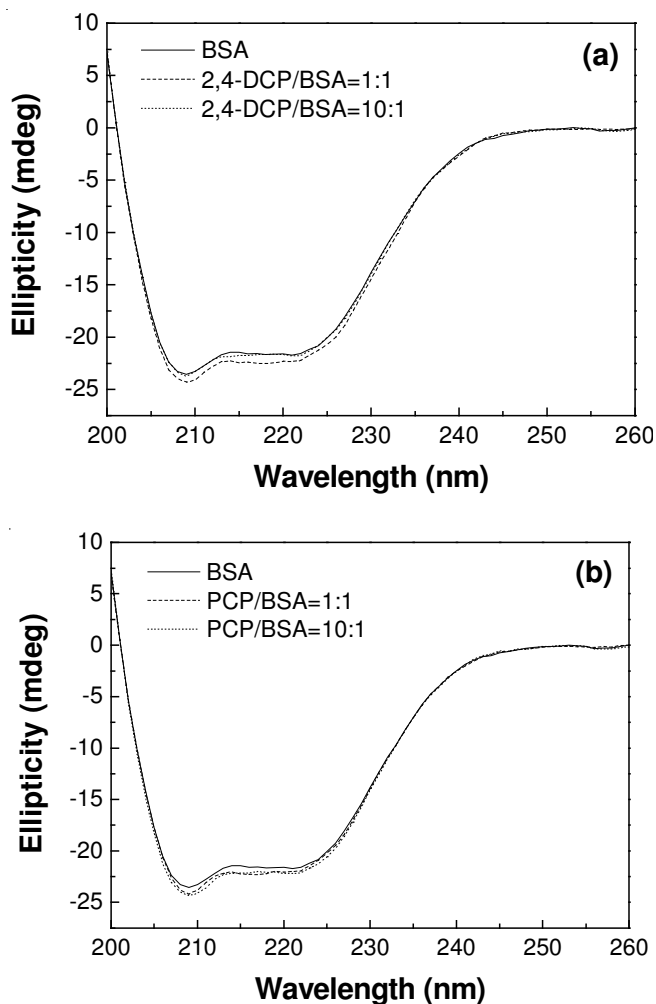 10
5
0
-5
-10
-15
-20
-25
Ellipticity (mdeg)
BSA
2,4-DCP/BSA=1:1
2,4-DCP/BSA=10:1
(a)
200 210 220 230 240 250 260
Wavelength (nm)
10
5
0
-5
-10
-15
-20
-25
Ellipticity (mdeg)
BSA
PCP/BSA=1:1
PCP/BSA=10:1
(b)
200 210 220 230 240 250 260
Wavelength (nm)